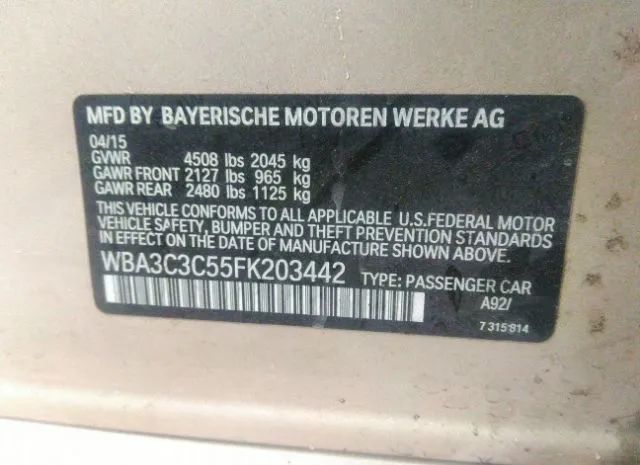 MFD BY BAYERISCHE MOTOREN WERKE AG
04/15
GVWR 4508 lbs 2045 kg
GAWR FRONT 2127 lbs 965 kg
GAWR REAR 2480 lbs 1125 kg
THIS VEHICLE CONFORMS TO ALL APPLICABLE U.S.FEDERAL MOTOR
VEHICLE SAFETY, BUMPER AND THEFT PREVENTION STANDARDS
IN EFFECT ON THE DATE OF MANUFACTURE SHOWN ABOVE.
WBA3C3C55FK203442 TYPE: PASSENGER CAR
A92/
7 315 814